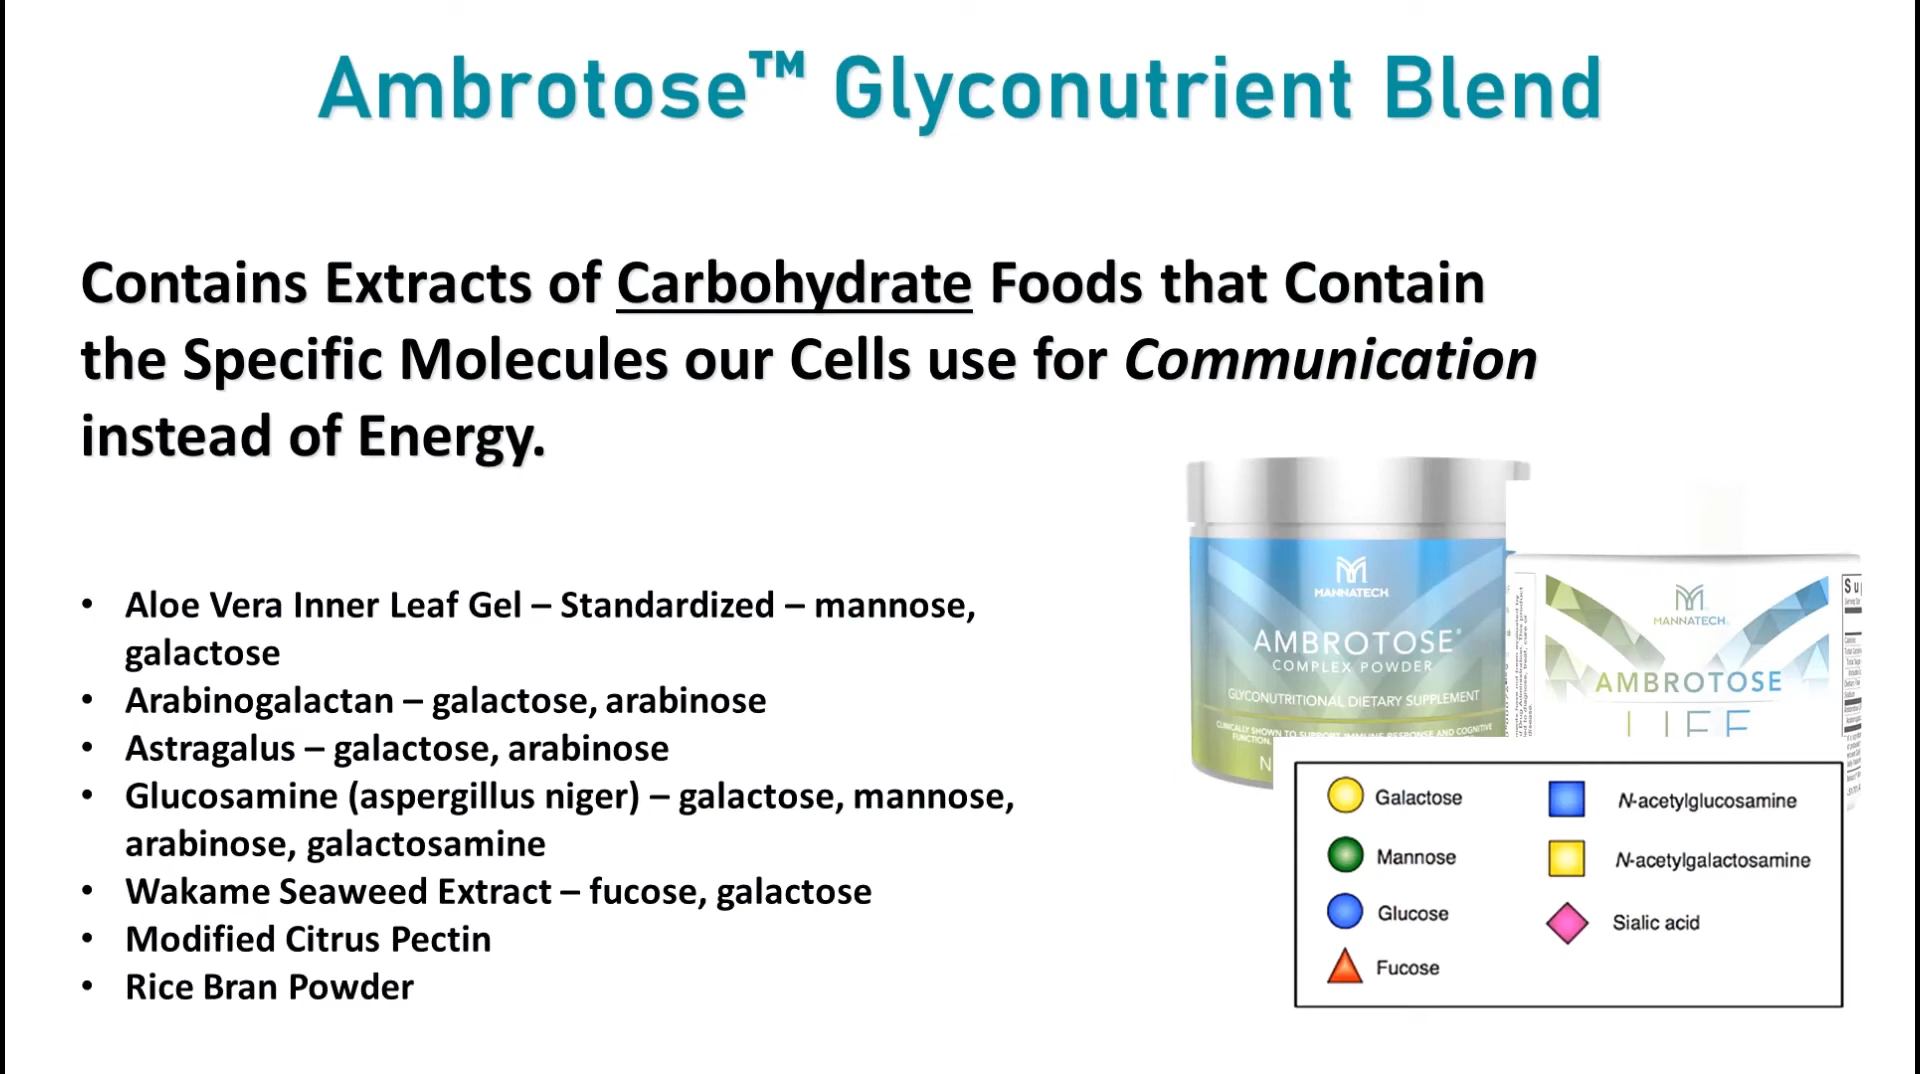 Ambrotose™ Glyconutrient Blend
Contains Extracts of Carbohydrate Foods that Contain
the Specific Molecules our Cells use for Communication
instead of Energy.
• Aloe Vera Inner Leaf Gel – Standardized – mannose,
galactose
• Arabinogalactan – galactose, arabinose
• Astragalus – galactose, arabinose
• Glucosamine (aspergillus niger) – galactose, mannose,
arabinose, galactosamine
• Wakame Seaweed Extract – fucose, galactose
• Modified Citrus Pectin
• Rice Bran Powder
MANNATECH
AMBROTOSE®
COMPLEX POWDER
GLYCONUTRITIONAL DIETARY SUPPLEMENT
CLINICALLY SHOWN TO SUPPORT IMMUNE RESPONSE AND COGNITIVE
FUNCTION.
MANNATECH
AMBROTOSE
LIFE
Galactose
Mannose
Glucose
Fucose
N-acetylglucosamine
N-acetylgalactosamine
Sialic acid